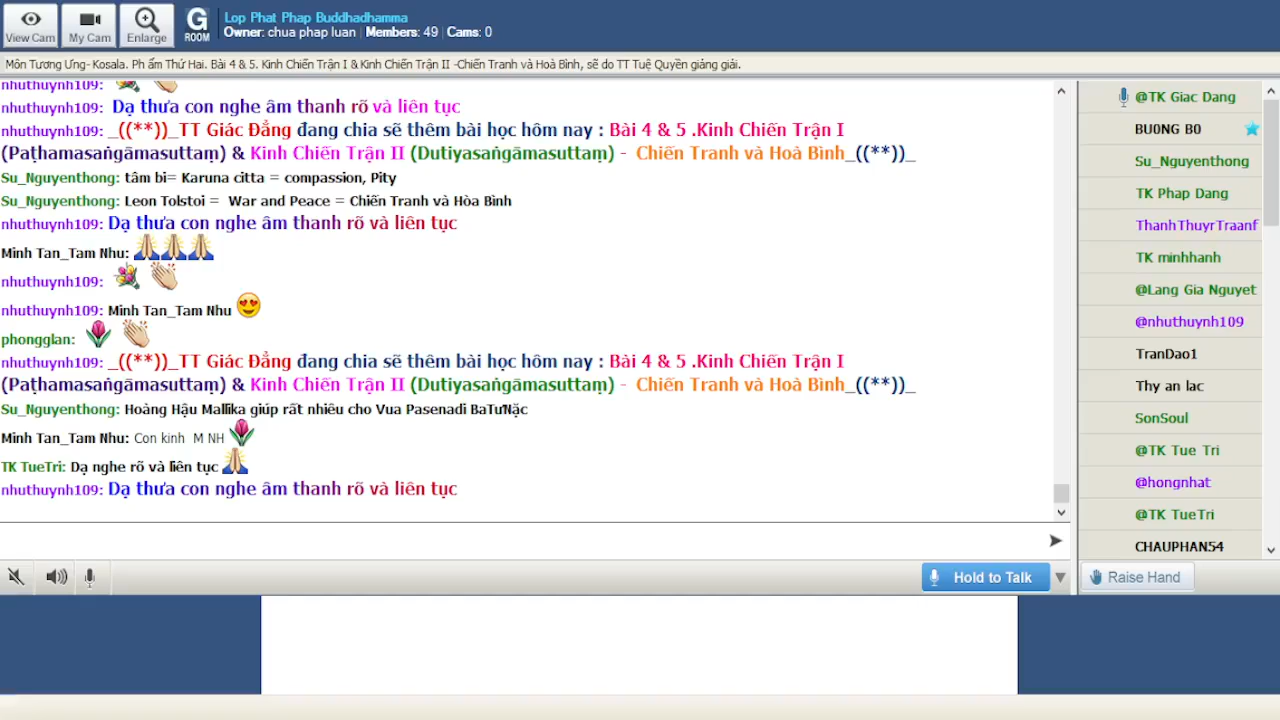 View Cam
My Cam
Enlarge
G
ROOM
Lop Phat Phap Buddhadhamma
Owner: chua phap luan | Members: 49 | Cams: 0
Môn Tương Ưng- Kosala. Ph ẩm Thứ Hai. Bài 4 & 5. Kinh Chiến Trận I & Kinh Chiến Trận II -Chiến Tranh và Hoà Bình, sẽ do TT Tuệ Quyền giảng giải.
nhuthuynh109:
nhuthuynh109: Dạ thưa con nghe âm thanh rõ và liên tục
nhuthuynh109: _((**))_TT Giác Đẳng đang chia sẽ thêm bài học hôm nay : Bài 4 & 5 .Kinh Chiến Trận I
(Paṭhamasaṅgāmasuttaṃ) & Kinh Chiến Trận II (Dutiyasaṅgāmasuttaṃ) - Chiến Tranh và Hoà Bình_((**))_
Su_Nguyenthong: tâm bi= Karuna citta = compassion, Pity
Su_Nguyenthong: Leon Tolstoi = War and Peace = Chiến Tranh và Hòa Bình
nhuthuynh109: Dạ thưa con nghe âm thanh rõ và liên tục
Minh Tan_Tam Nhu:
nhuthuynh109:
nhuthuynh109: Minh Tan_Tam Nhu
phongglan:
nhuthuynh109: _((**))_TT Giác Đẳng đang chia sẽ thêm bài học hôm nay : Bài 4 & 5 .Kinh Chiến Trận I
(Paṭhamasaṅgāmasuttaṃ) & Kinh Chiến Trận II (Dutiyasaṅgāmasuttaṃ) - Chiến Tranh và Hoà Bình_((**))_
Su_Nguyenthong: Hoàng Hậu Mallika giúp rất nhiêu cho Vua Pasenadi BaTưNặc
Minh Tan_Tam Nhu: Con kinh M NH
TK TueTri: Dạ nghe rõ và liên tục
nhuthuynh109: Dạ thưa con nghe âm thanh rõ và liên tục
@TK Giac Dang
BU0NG B0
Su_Nguyenthong
TK Phap Dang
ThanhThuyrTraanf
TK minhhanh
@Lang Gia Nguyet
@nhuthuynh109
TranDao1
Thy an lac
SonSoul
@TK Tue Tri
@hongnhat
@TK TueTri
CHAUPHAN54
Hold to Talk
Raise Hand